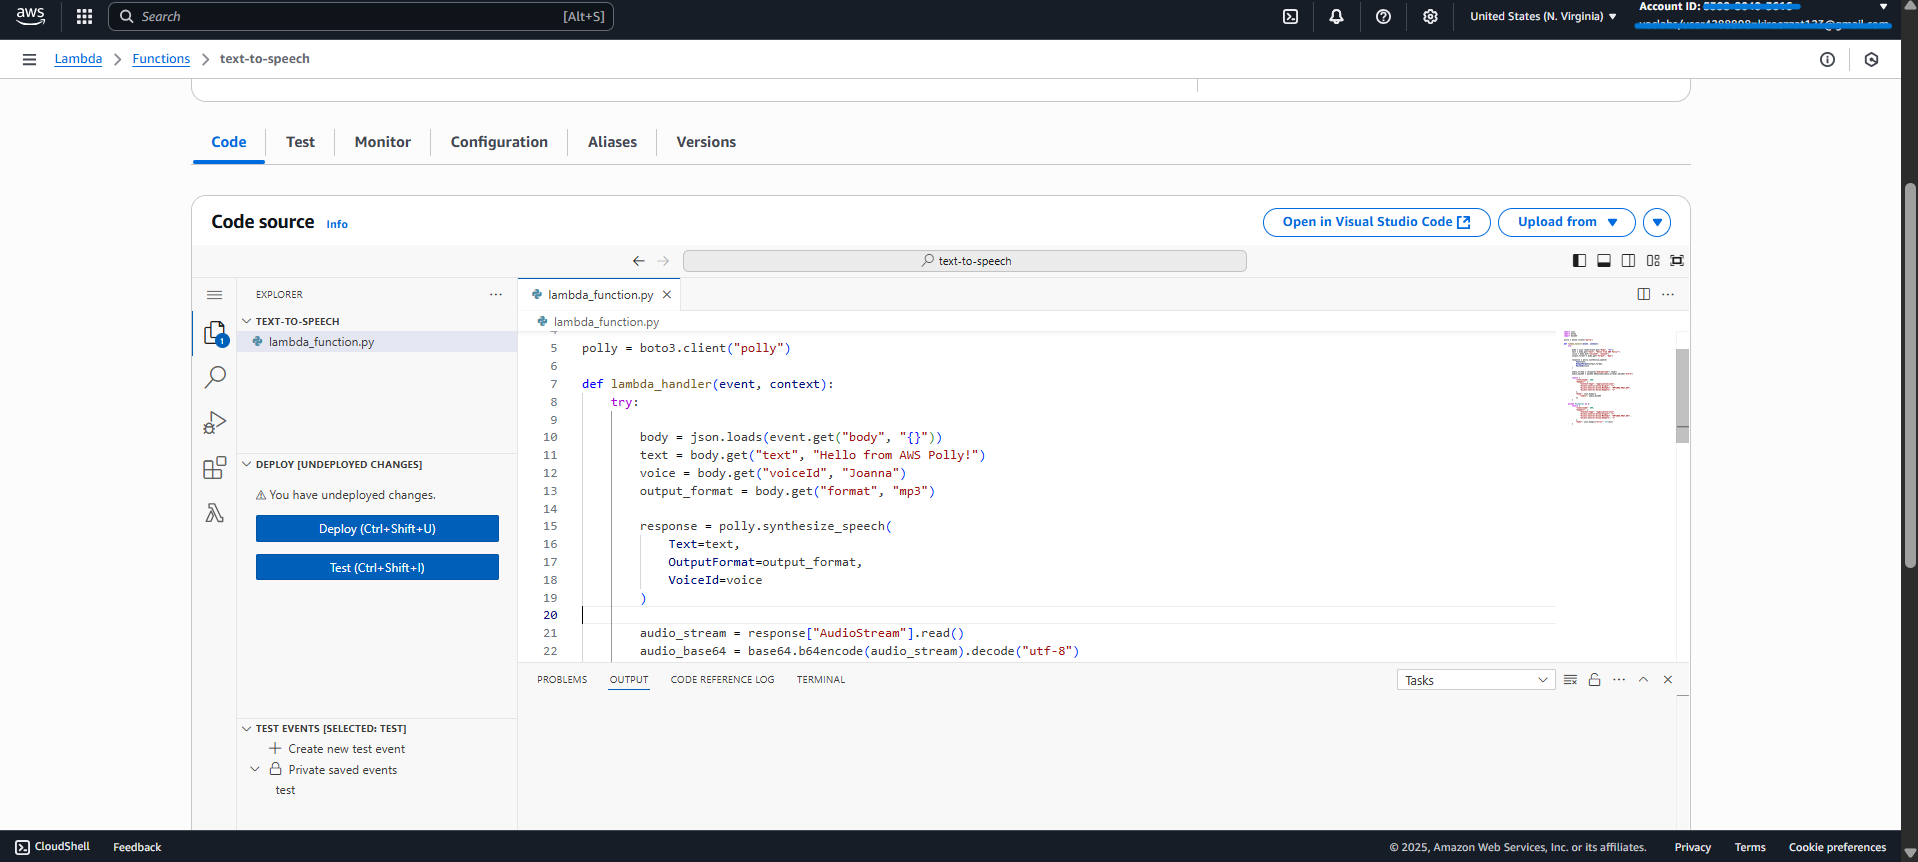 aws
Search
[Alt+S]
United States (N. Virginia)
Account ID:
Lambda
Functions
text-to-speech
Code
Test
Monitor
Configuration
Aliases
Versions
Code source
Info
Open in Visual Studio Code
Upload from
text-to-speech
EXPLORER
TEXT-TO-SPEECH
1
lambda_function.py
DEPLOY [UNDEPLOYED CHANGES]
You have undeployed changes.
Deploy (Ctrl+Shift+U)
Test (Ctrl+Shift+I)
TEST EVENTS [SELECTED: TEST]
Create new test event
Private saved events
test
lambda_function.py
lambda_function.py
5 polly = boto3.client("polly")
6
7 def lambda_handler(event, context):
8 try:
9
10 body = json.loads(event.get("body", "{}"))
11 text = body.get("text", "Hello from AWS Polly!")
12 voice = body.get("voiceId", "Joanna")
13 output_format = body.get("format", "mp3")
14
15 response = polly.synthesize_speech(
16 Text=text,
17 OutputFormat=output_format,
18 VoiceId=voice
19 )
20
21 audio_stream = response["AudioStream"].read()
22 audio_base64 = base64.b64encode(audio_stream).decode("utf-8")
PROBLEMS
OUTPUT
CODE REFERENCE LOG
TERMINAL
Tasks
CloudShell
Feedback
© 2025, Amazon Web Services, Inc. or its affiliates.
Privacy
Terms
Cookie preferences